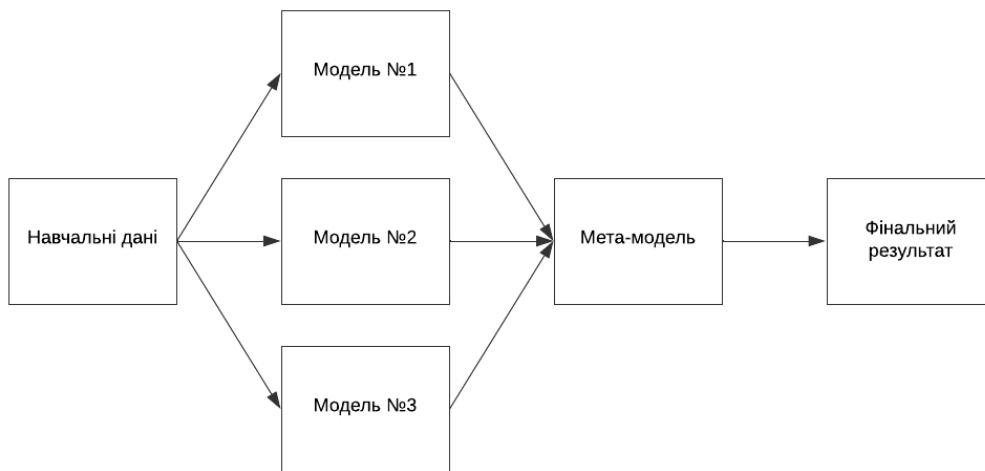 Модель №1
Навчальні дані
Модель №2
Мета-модель
Фінальний
результат
Модель №3